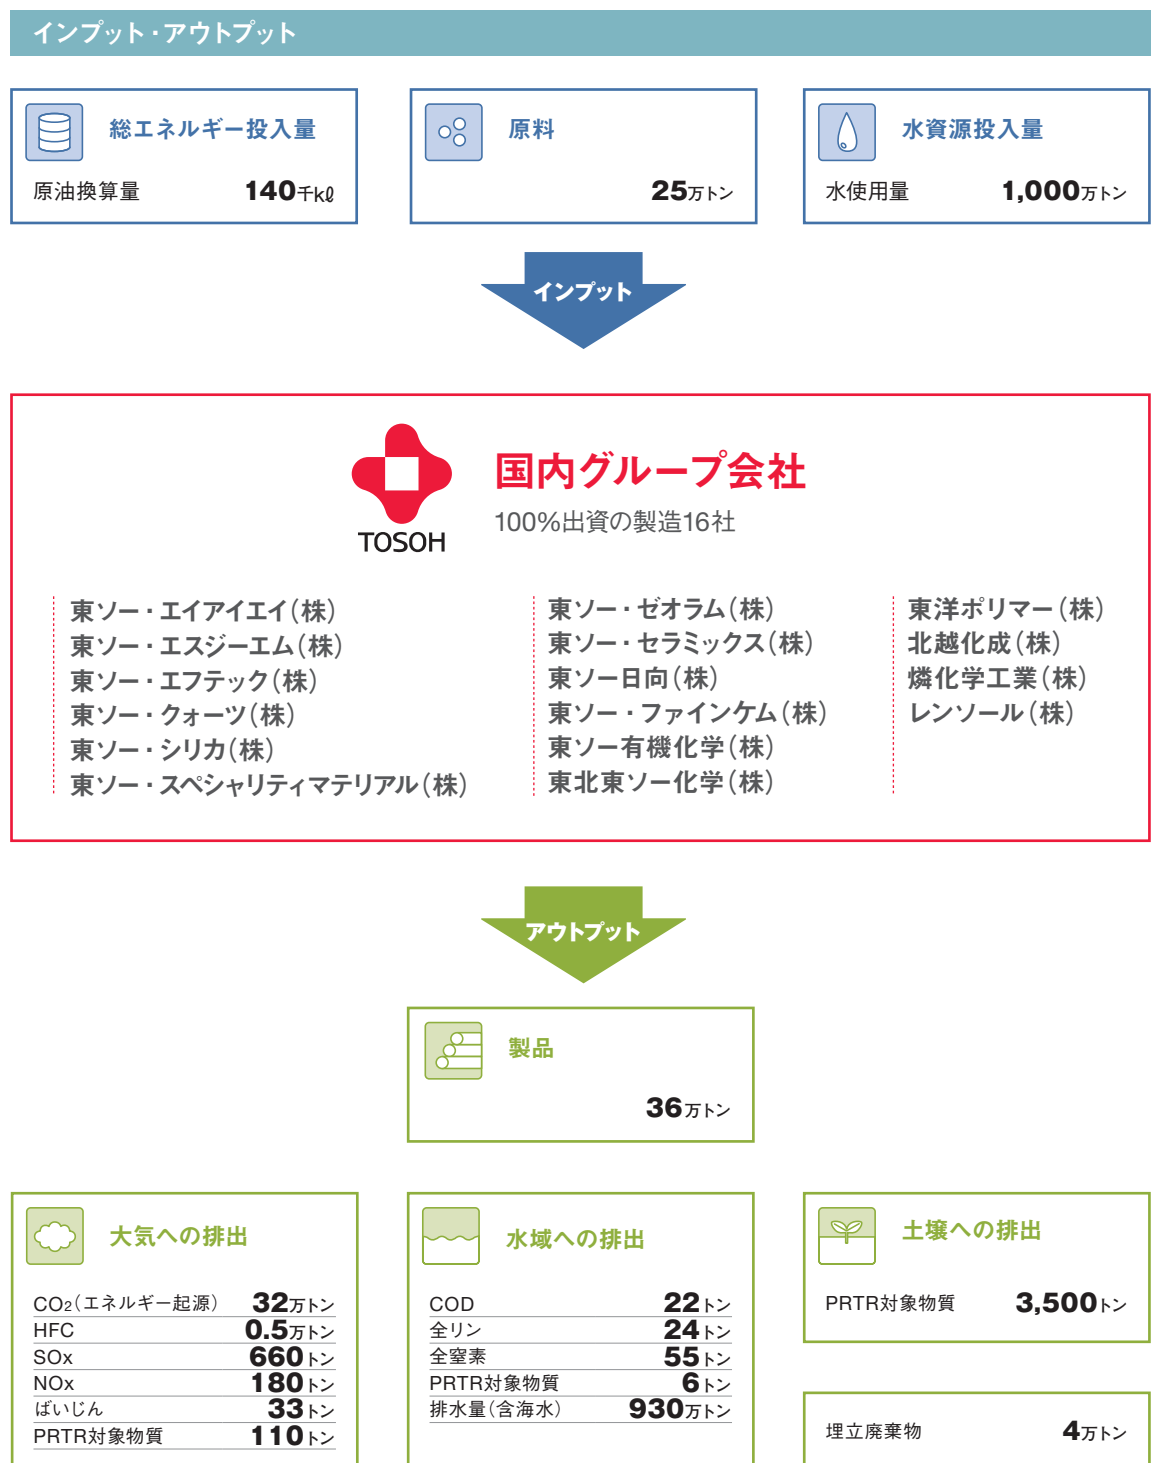 インプット・アウトプット
総エネルギー投入量
原油換算量 140千kℓ
原料
25万トン
水資源投入量
水使用量 1,000万トン
インプット
TOSOH
国内グループ会社
100%出資の製造16社
東ソー・エイアイエイ(株)
東ソー・エスジーエム(株)
東ソー・エフテック(株)
東ソー・クォーツ(株)
東ソー・シリカ(株)
東ソー・スペシャリティマテリアル(株)
東ソー・ゼオラム(株)
東ソー・セラミックス(株)
東ソー日向(株)
東ソー・ファインケム(株)
東ソー有機化学(株)
東北東ソー化学(株)
東洋ポリマー(株)
北越化成(株)
燐化学工業(株)
レンソール(株)
アウトプット
製品
36万トン
大気への排出
CO2(エネルギー起源) 32万トン
HFC 0.5万トン
SOx 660トン
NOx 180トン
ばいじん 33トン
PRTR対象物質 110トン
水域への排出
COD 22トン
全リン 24トン
全窒素 55トン
PRTR対象物質 6トン
排水量(含海水) 930万トン
土壌への排出
PRTR対象物質 3,500トン
埋立廃棄物 4万トン